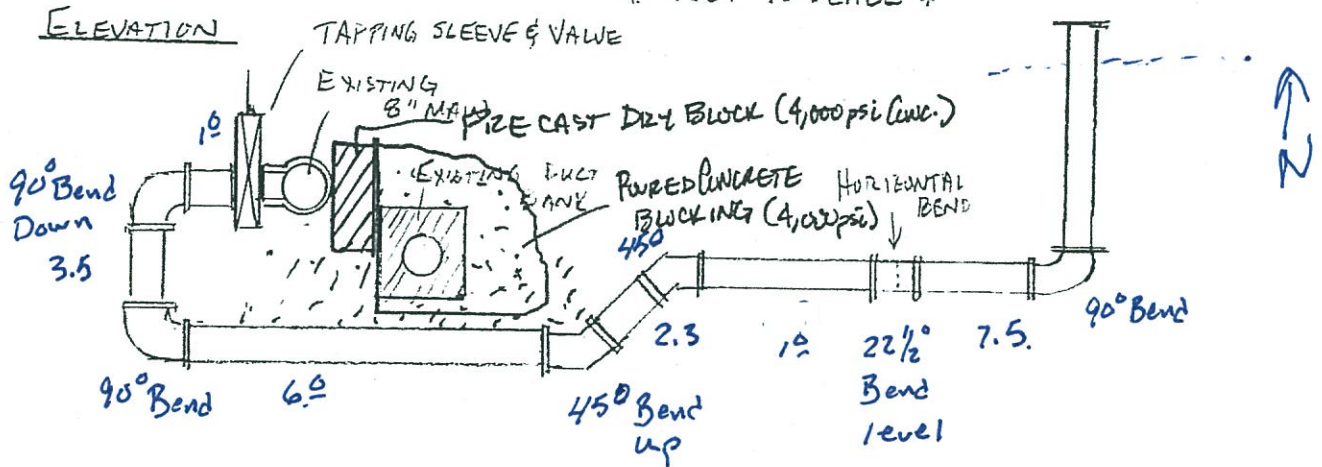 ELEVATION
TAPPING SLEEVE & VALVE
EXISTING
8" MAIN
PRE CAST DRY BLOCK (4,000 psi Conc.)
EXISTING DUCT
BANK
POURED CONCRETE
BLOCKING (4,000 psi)
HORIZONTAL
BEND
N
1.0
90° Bend
Down
3.5
90° Bend
6.0
45° Bend
up
45°
2.3
1.0
22 1/2°
Bend
level
7.5
90° Bend